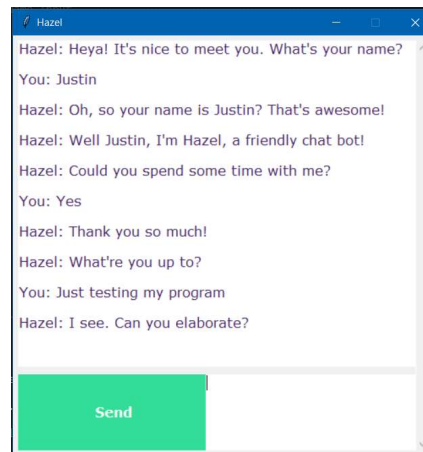 Hazel
Hazel: Heya! It's nice to meet you. What's your name?
You: Justin
Hazel: Oh, so your name is Justin? That's awesome!
Hazel: Well Justin, I'm Hazel, a friendly chat bot!
Hazel: Could you spend some time with me?
You: Yes
Hazel: Thank you so much!
Hazel: What're you up to?
You: Just testing my program
Hazel: I see. Can you elaborate?
Send